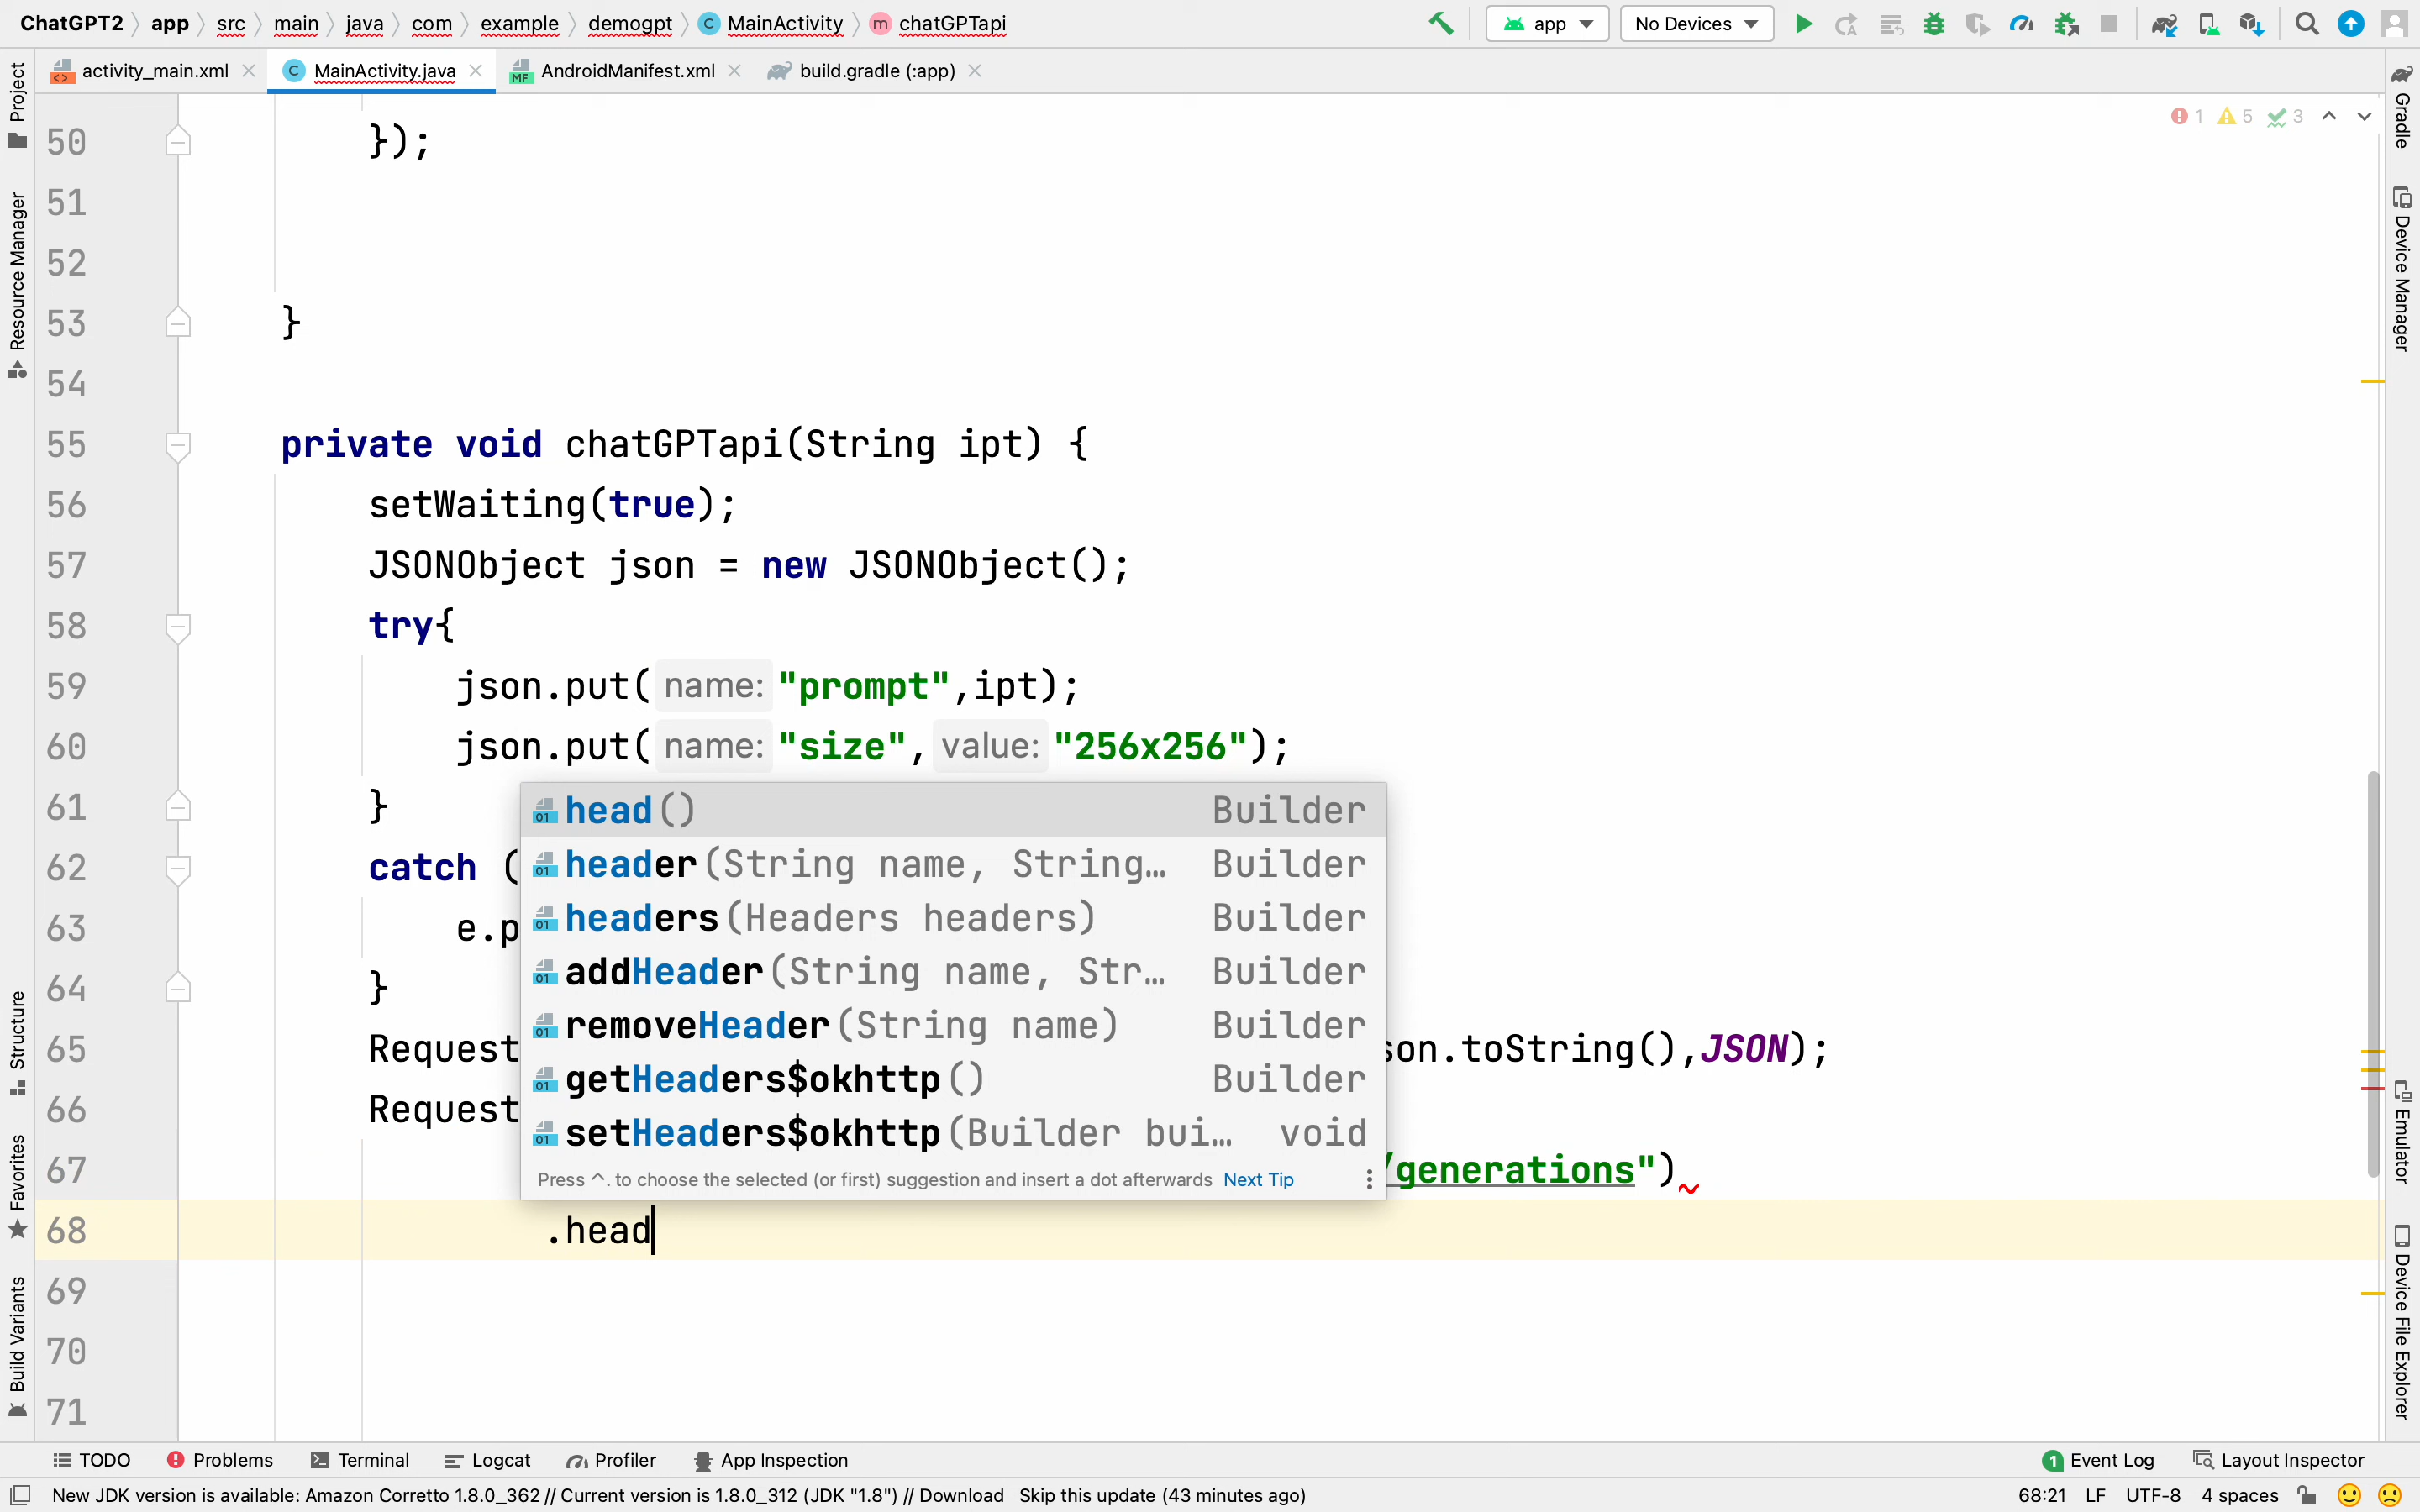 ChatGPT2 app src main java com example demogpt MainActivity chatGPTapi app No Devices
activity_main.xml MainActivity.java AndroidManifest.xml build.gradle (:app)
Project
Resource Manager
Structure
Favorites
Build Variants
1 5 3
50 });
51
52
53 }
54
55 private void chatGPTapi(String ipt) {
56 setWaiting(true);
57 JSONObject json = new JSONObject();
58 try{
59 json.put( name: "prompt",ipt);
60 json.put( name: "size", value: "256x256");
61 }
62 catch (
63 e.p
64 }
65 Request son.toString(),JSON);
66 Request
67 /generations")
68 .head
69
70
71
head() Builder
header(String name, String… Builder
headers(Headers headers) Builder
addHeader(String name, Str… Builder
removeHeader(String name) Builder
getHeaders$okhttp() Builder
setHeaders$okhttp(Builder bui… void
Press ^. to choose the selected (or first) suggestion and insert a dot afterwards Next Tip
Gradle
Device Manager
Emulator
Device File Explorer
TODO Problems Terminal Logcat Profiler App Inspection 1 Event Log Layout Inspector
New JDK version is available: Amazon Corretto 1.8.0_362 // Current version is 1.8.0_312 (JDK "1.8") // Download Skip this update (43 minutes ago) 68:21 LF UTF-8 4 spaces